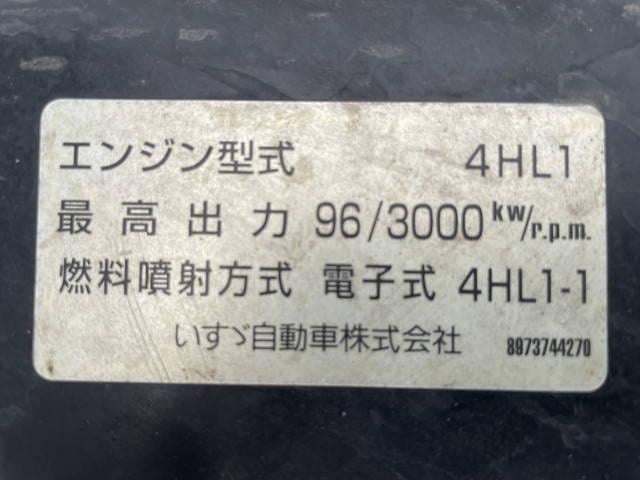 エンジン型式 4HL1
最高出力 96/3000 kw/r.p.m.
燃料噴射方式 電子式 4HL1-1
いすゞ自動車株式会社 8973744270